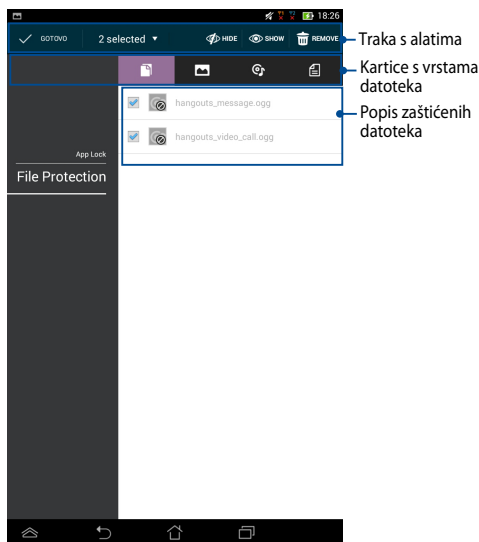 18:26
GOTOVO 2 selected HIDE SHOW REMOVE
Traka s alatima
Kartice s vrstama
datoteka
hangouts_message.ogg
Popis zaštićenih
datoteka
hangouts_video_call.ogg
App Lock
File Protection